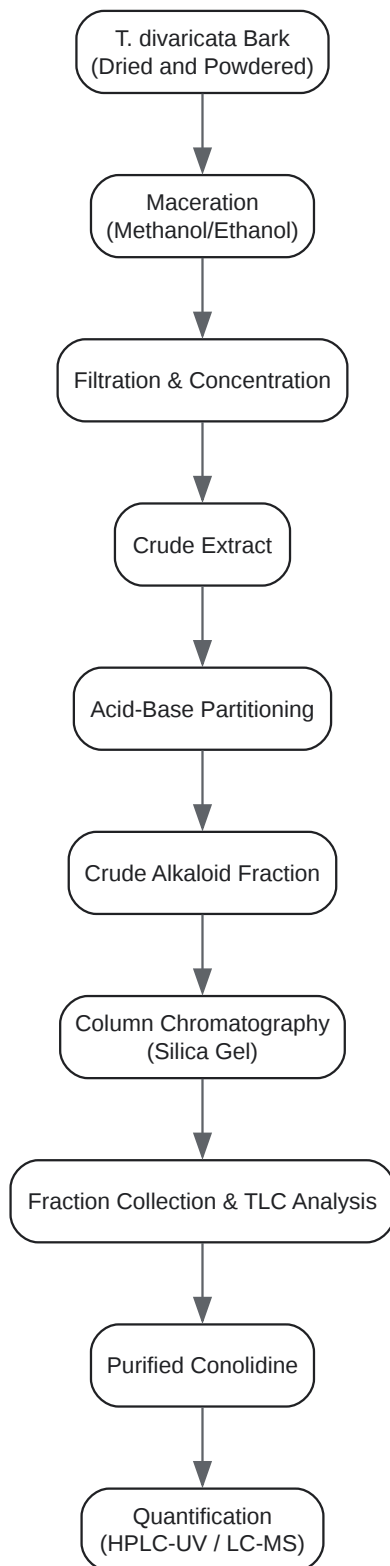 T. divaricata Bark
(Dried and Powdered)
Maceration
(Methanol/Ethanol)
Filtration & Concentration
Crude Extract
Acid-Base Partitioning
Crude Alkaloid Fraction
Column Chromatography
(Silica Gel)
Fraction Collection & TLC Analysis
Purified Conolidine
Quantification
(HPLC-UV / LC-MS)